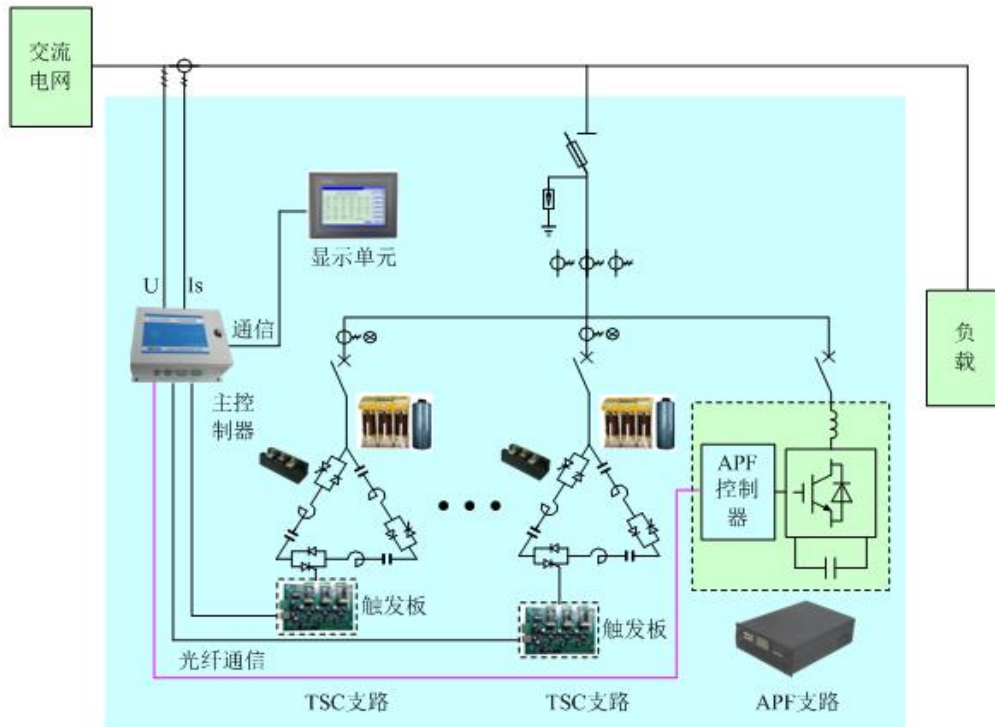 交流
电网
显示单元
U
Is
通信
主控
制器
负
载
APF
控制
器
触发板
触发板
光纤通信
TSC支路
TSC支路
APF支路